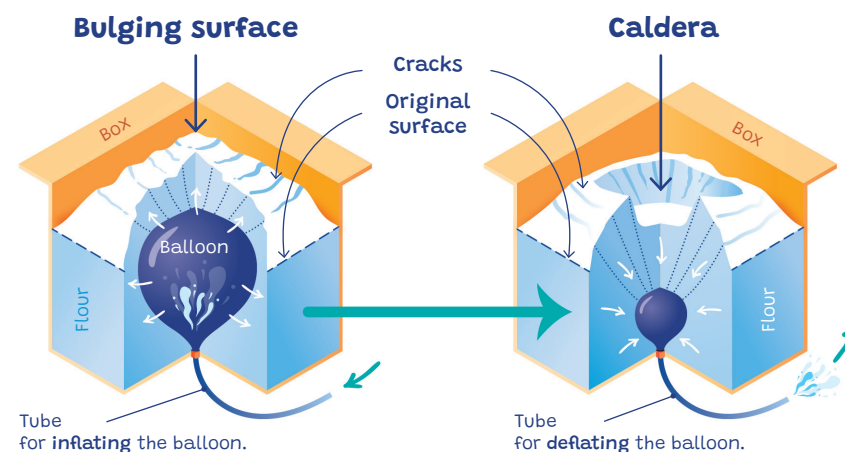 Bulging surface
Caldera
Cracks
Original
surface
Box
Box
Balloon
Flour
Flour
Tube
for inflating the balloon.
Tube
for deflating the balloon.